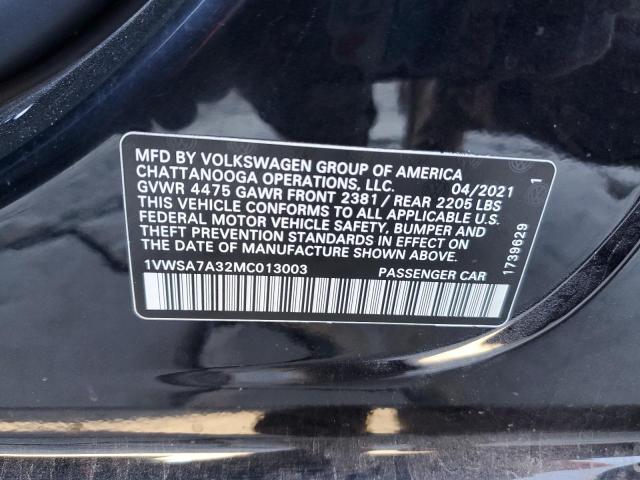 MFD BY VOLKSWAGEN GROUP OF AMERICA
CHATTANOOGA OPERATIONS, LLC. 04/2021
GVWR 4475 GAWR FRONT 2381 / REAR 2205 LBS
THIS VEHICLE CONFORMS TO ALL APPLICABLE U.S.
FEDERAL MOTOR VEHICLE SAFETY, BUMPER AND
THEFT PREVENTION STANDARDS IN EFFECT ON
THE DATE OF MANUFACTURE SHOWN ABOVE.
1VWSA7A32MC013003 PASSENGER CAR
1739629 1